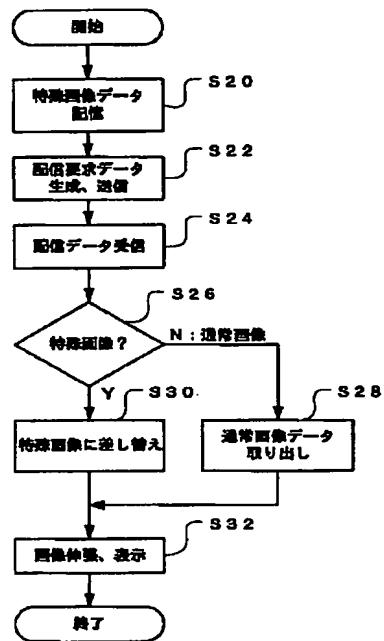 開始
S20
特殊画像データ
記憶
S22
配信要求データ
生成、送信
S24
配信データ受信
S26
特殊画像?
N:通常画像
Y
S30
S28
特殊画像に差し替え
通常画像データ
取り出し
S32
画像伸張、表示
終了